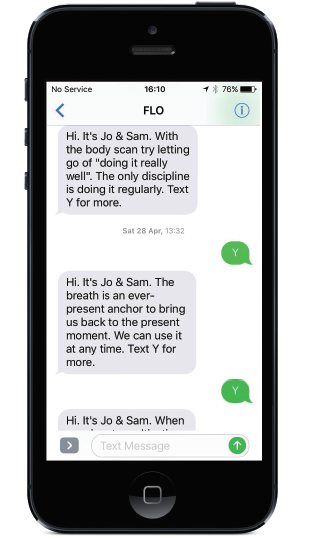 No Service 16:10 76%
FLO
Hi. It's Jo & Sam. With
the body scan try letting
go of "doing it really
well". The only discipline
is doing it regularly. Text
Y for more.
Sat 28 Apr, 13:32
Y
Hi. It's Jo & Sam. The
breath is an ever-
present anchor to bring
us back to the present
moment. We can use it
at any time. Text Y for
more.
Y
Hi. It's Jo & Sam. When
Text Message